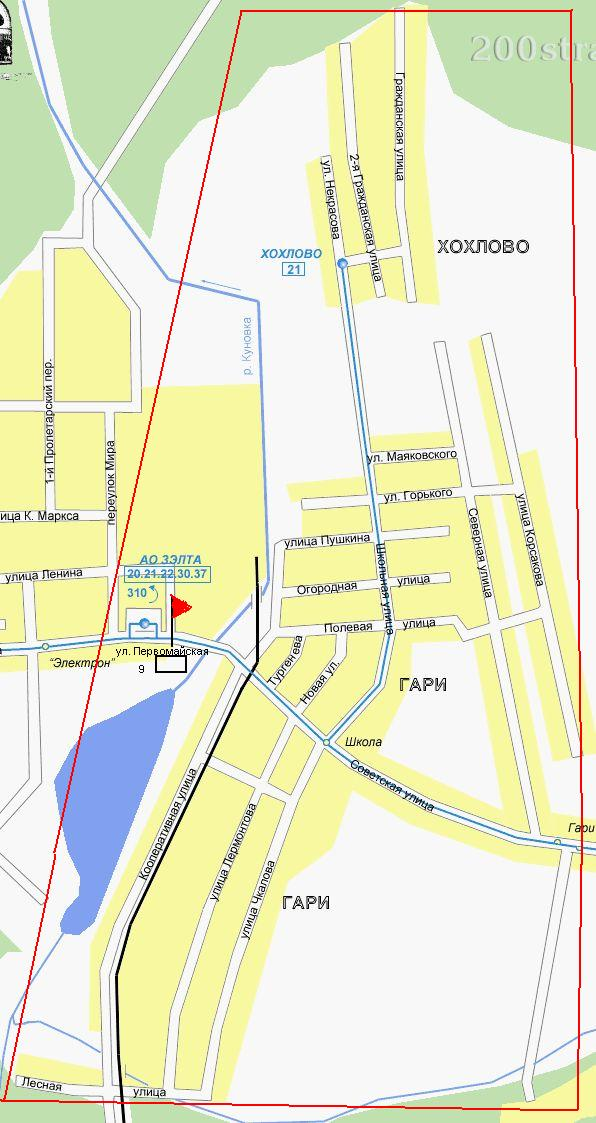 200stra
Гражданская улица
2-я Гражданская улица
ул. Некрасова
ХОХЛОВО
21
ХОХЛОВО
р. Куновка
1-й Пролетарский пер.
переулок Мира
ул. Маяковского
ул. Горького
улица К. Маркса
Северная улица
улица Корсакова
улица Пушкина
Школьная улица
АО ЗЭЛТА
20.21.22.30.37
310
улица Ленина
Огородная улица
Полевая улица
"Электрон"
ул. Первомайская
9
Тургенева
Новая ул.
ГАРИ
Школа
Советская улица
Кооперативная улица
улица Лермонтова
улица Чкалова
Гари
ГАРИ
Лесная улица